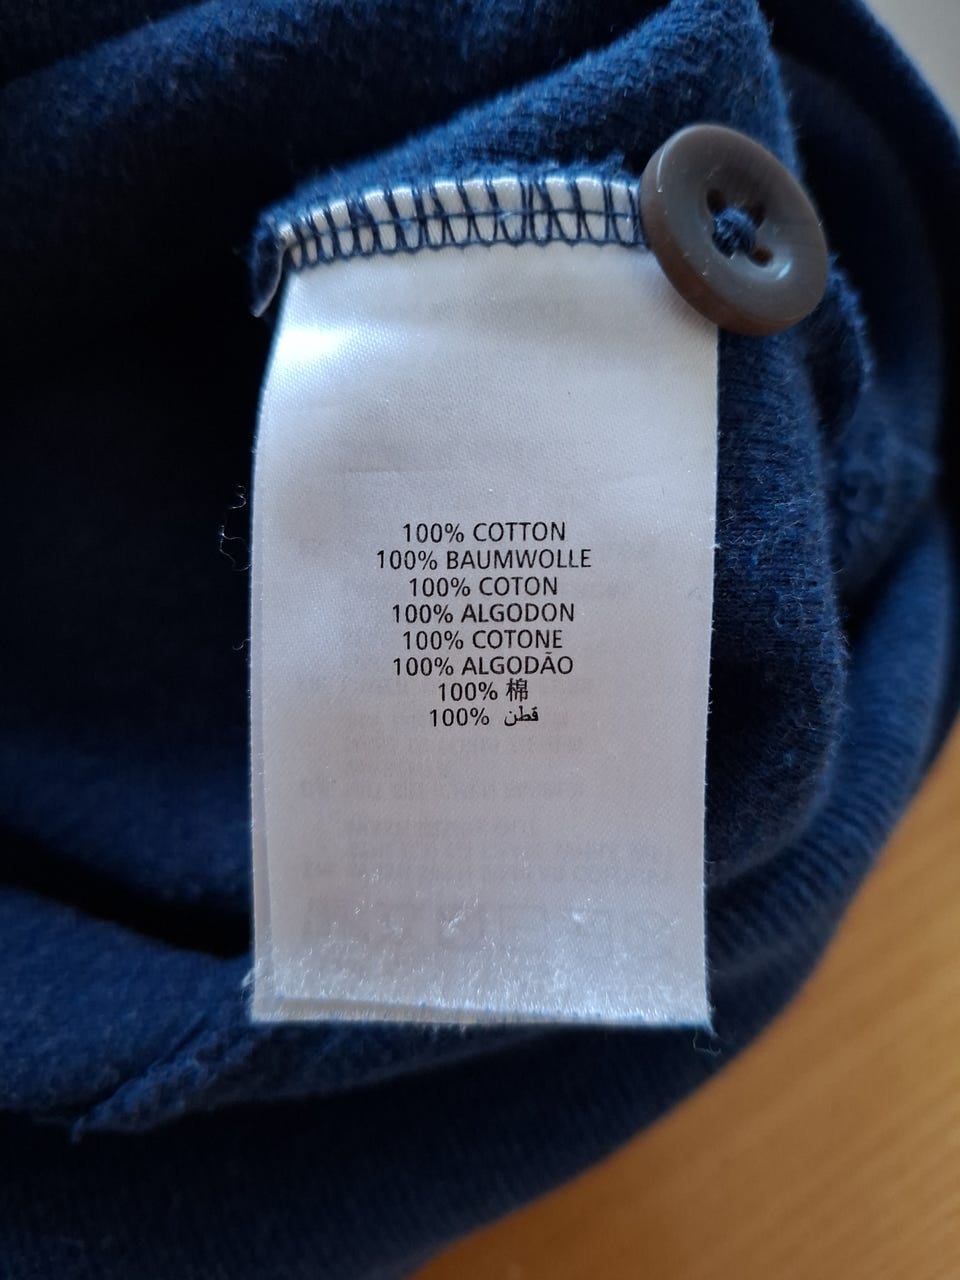 100% COTTON
100% BAUMWOLLE
100% COTON
100% ALGODON
100% COTONE
100% ALGODÃO
100% 棉
100% قطن